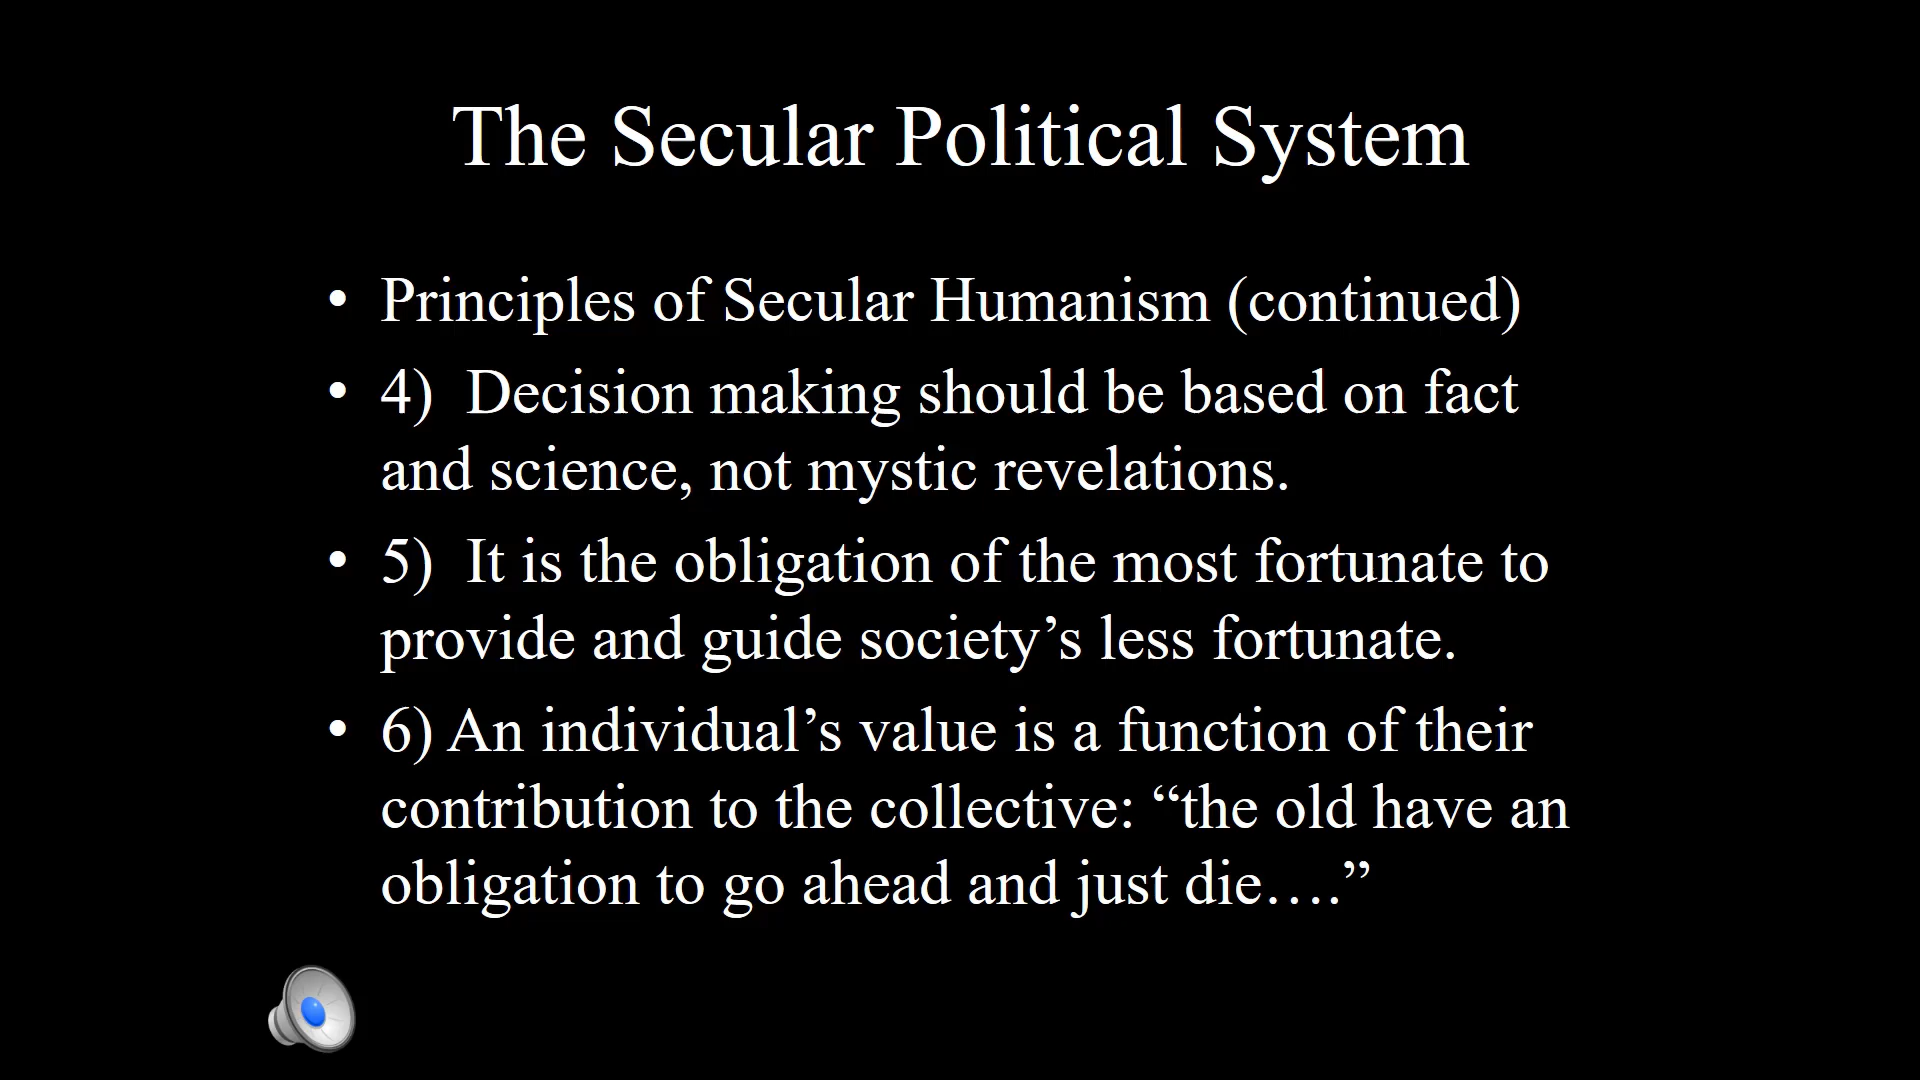 The Secular Political System
• Principles of Secular Humanism (continued)
• 4)  Decision making should be based on fact
and science, not mystic revelations.
• 5)  It is the obligation of the most fortunate to
provide and guide society’s less fortunate.
• 6) An individual’s value is a function of their
contribution to the collective: “the old have an
obligation to go ahead and just die….”